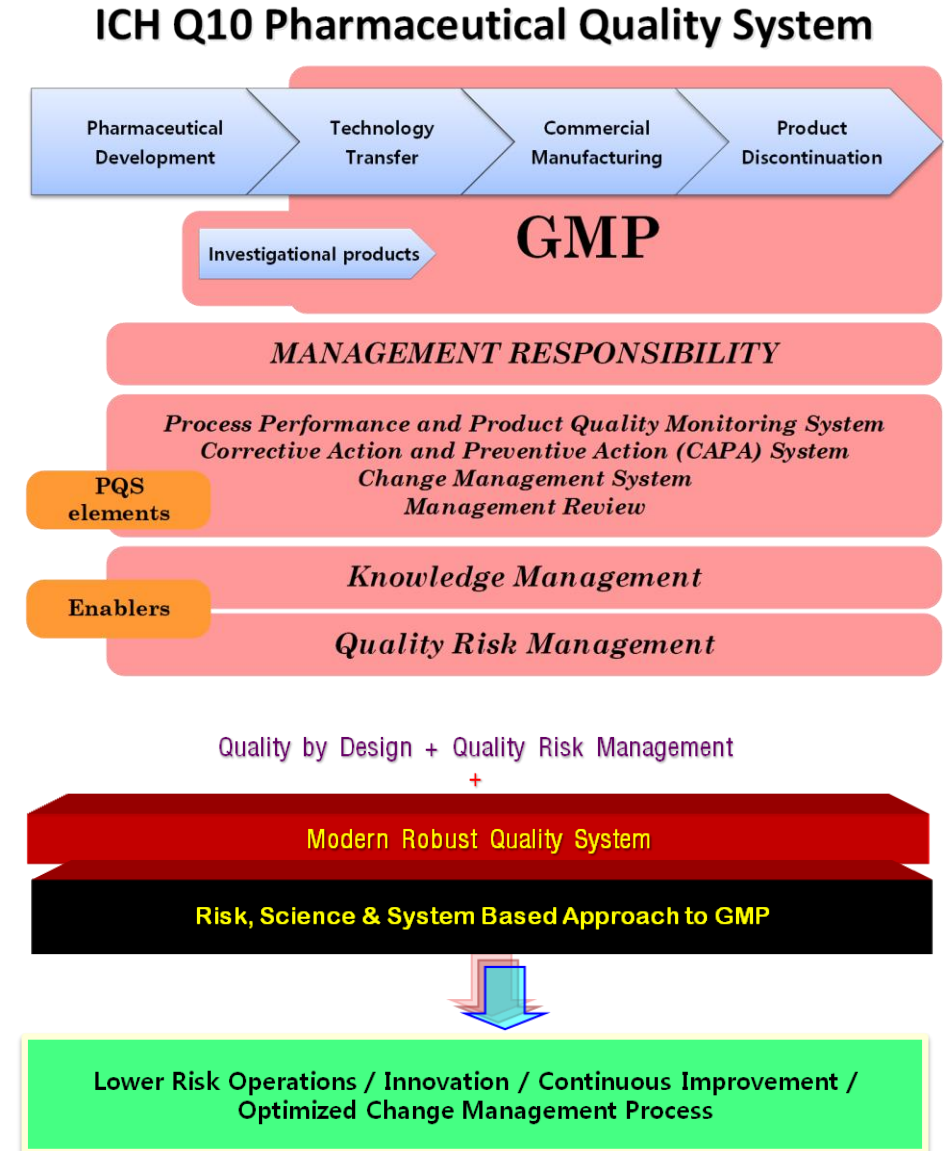 ICH Q10 Pharmaceutical Quality System
Pharmaceutical
Development
Technology
Transfer
Commercial
Manufacturing
Product
Discontinuation
Investigational products
GMP
MANAGEMENT RESPONSIBILITY
Process Performance and Product Quality Monitoring System
Corrective Action and Preventive Action (CAPA) System
Change Management System
Management Review
PQS
elements
Knowledge Management
Enablers
Quality Risk Management
Quality by Design + Quality Risk Management
+
Modern Robust Quality System
Risk, Science & System Based Approach to GMP
Lower Risk Operations / Innovation / Continuous Improvement /
Optimized Change Management Process